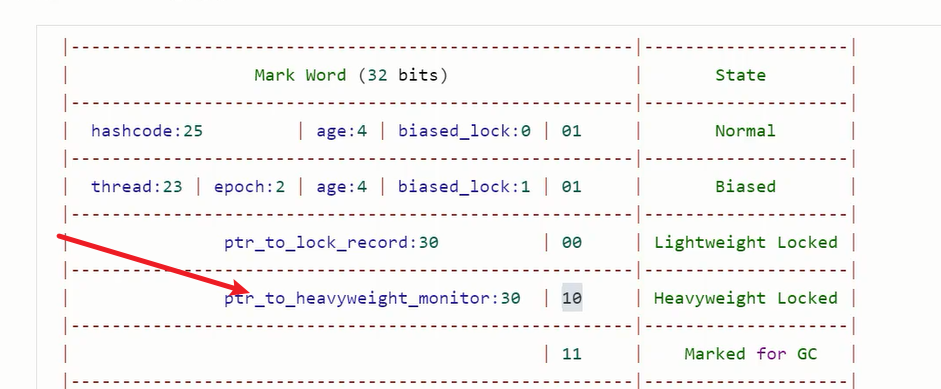 |-------------------------------------------------------|--------------------|
| Mark Word (32 bits) | State |
|-------------------------------------------------------|--------------------|
| hashcode:25 | age:4 | biased_lock:0 | 01 | Normal |
|-------------------------------------------------------|--------------------|
| thread:23 | epoch:2 | age:4 | biased_lock:1 | 01 | Biased |
|-------------------------------------------------------|--------------------|
| ptr_to_lock_record:30 | 00 | Lightweight Locked |
|-------------------------------------------------------|--------------------|
| ptr_to_heavyweight_monitor:30 | 10 | Heavyweight Locked |
|-------------------------------------------------------|--------------------|
| | 11 | Marked for GC |
|-------------------------------------------------------|--------------------|